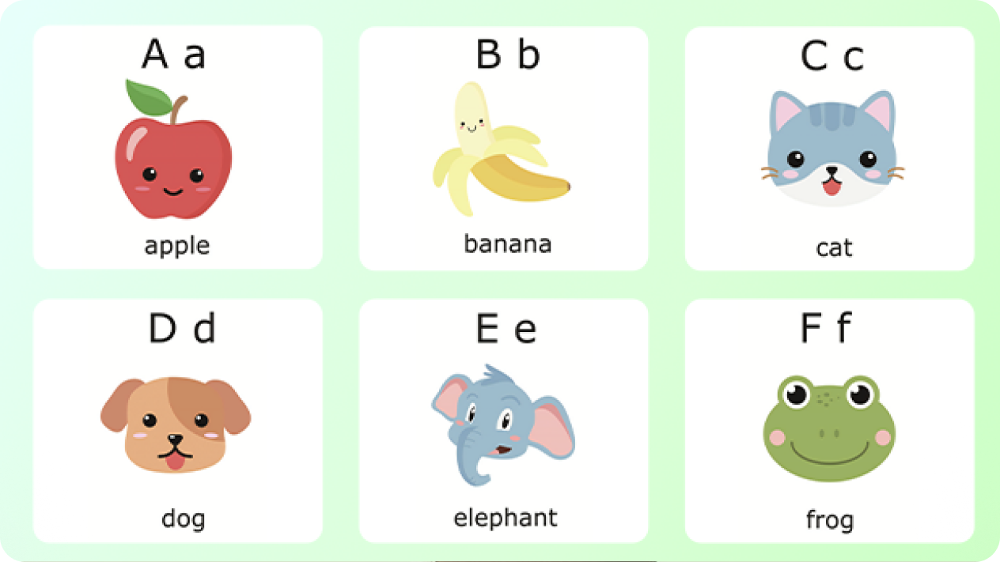 A a
apple
B b
banana
C c
cat
D d
dog
E e
elephant
F f
frog